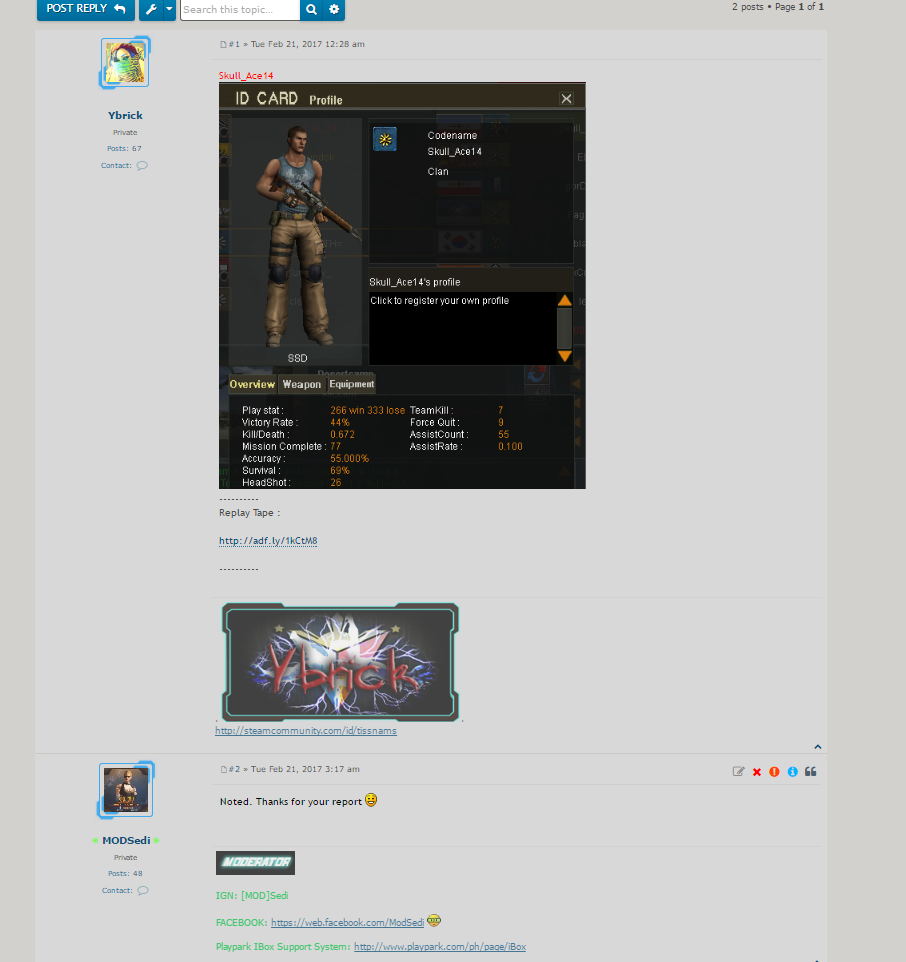 POST REPLY
Search this topic…
2 posts • Page 1 of 1
#1 » Tue Feb 21, 2017 12:28 am
Ybrick
Private
Posts: 67
Contact:
Skull_Ace14
ID CARD Profile
Codename
Skull_Ace14
Clan
Skull_Ace14's profile
Click to register your own profile
SSD
Overview Weapon Equipment
Play stat : 266 win 333 lose TeamKill : 7
Victory Rate : 44% Force Quit : 9
Kill/Death : 0.672 AssistCount : 55
Mission Complete : 77 AssistRate : 0.100
Accuracy : 55.000%
Survival : 69%
HeadShot : 26
----------
Replay Tape :
http://adf.ly/1kCtM8
----------
Ybrick
http://steamcommunity.com/id/tissnams
#2 » Tue Feb 21, 2017 3:17 am
MODSedi
Private
Posts: 48
Contact:
Noted. Thanks for your report
MODERATOR
IGN: [MOD]Sedi
FACEBOOK: https://web.facebook.com/ModSedi
Playpark IBox Support System: http://www.playpark.com/ph/page/iBox